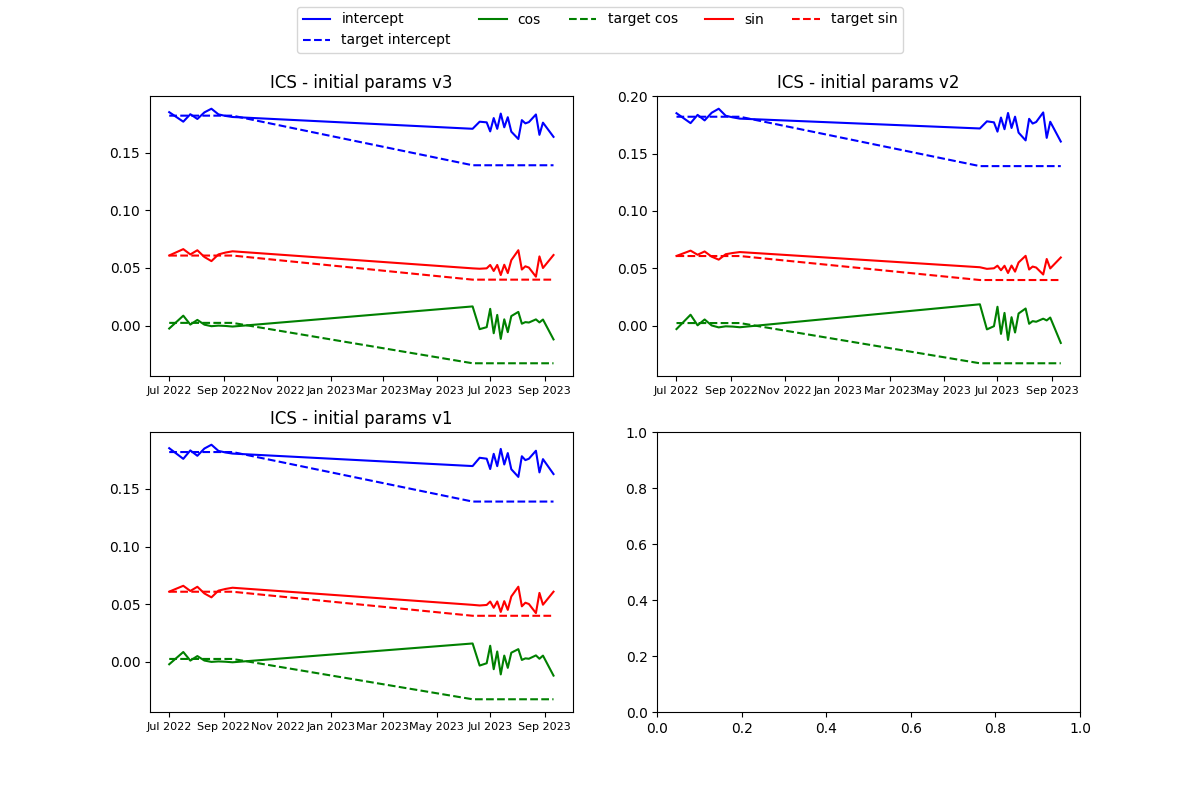 intercept cos target cos sin target sin
target intercept
ICS - initial params v3 ICS - initial params v2
0.20
0.15 0.15
0.10 0.10
0.05 0.05
0.00 0.00
Jul 2022 Sep 2022 Nov 2022 Jan 2023 Mar 2023 May 2023 Jul 2023 Sep 2023 Jul 2022 Sep 2022 Nov 2022 Jan 2023 Mar 2023 May 2023 Jul 2023 Sep 2023
ICS - initial params v1
1.0
0.15 0.8
0.10 0.6
0.05 0.4
0.00 0.2
0.0
Jul 2022 Sep 2022 Nov 2022 Jan 2023 Mar 2023 May 2023 Jul 2023 Sep 2023 0.0 0.2 0.4 0.6 0.8 1.0